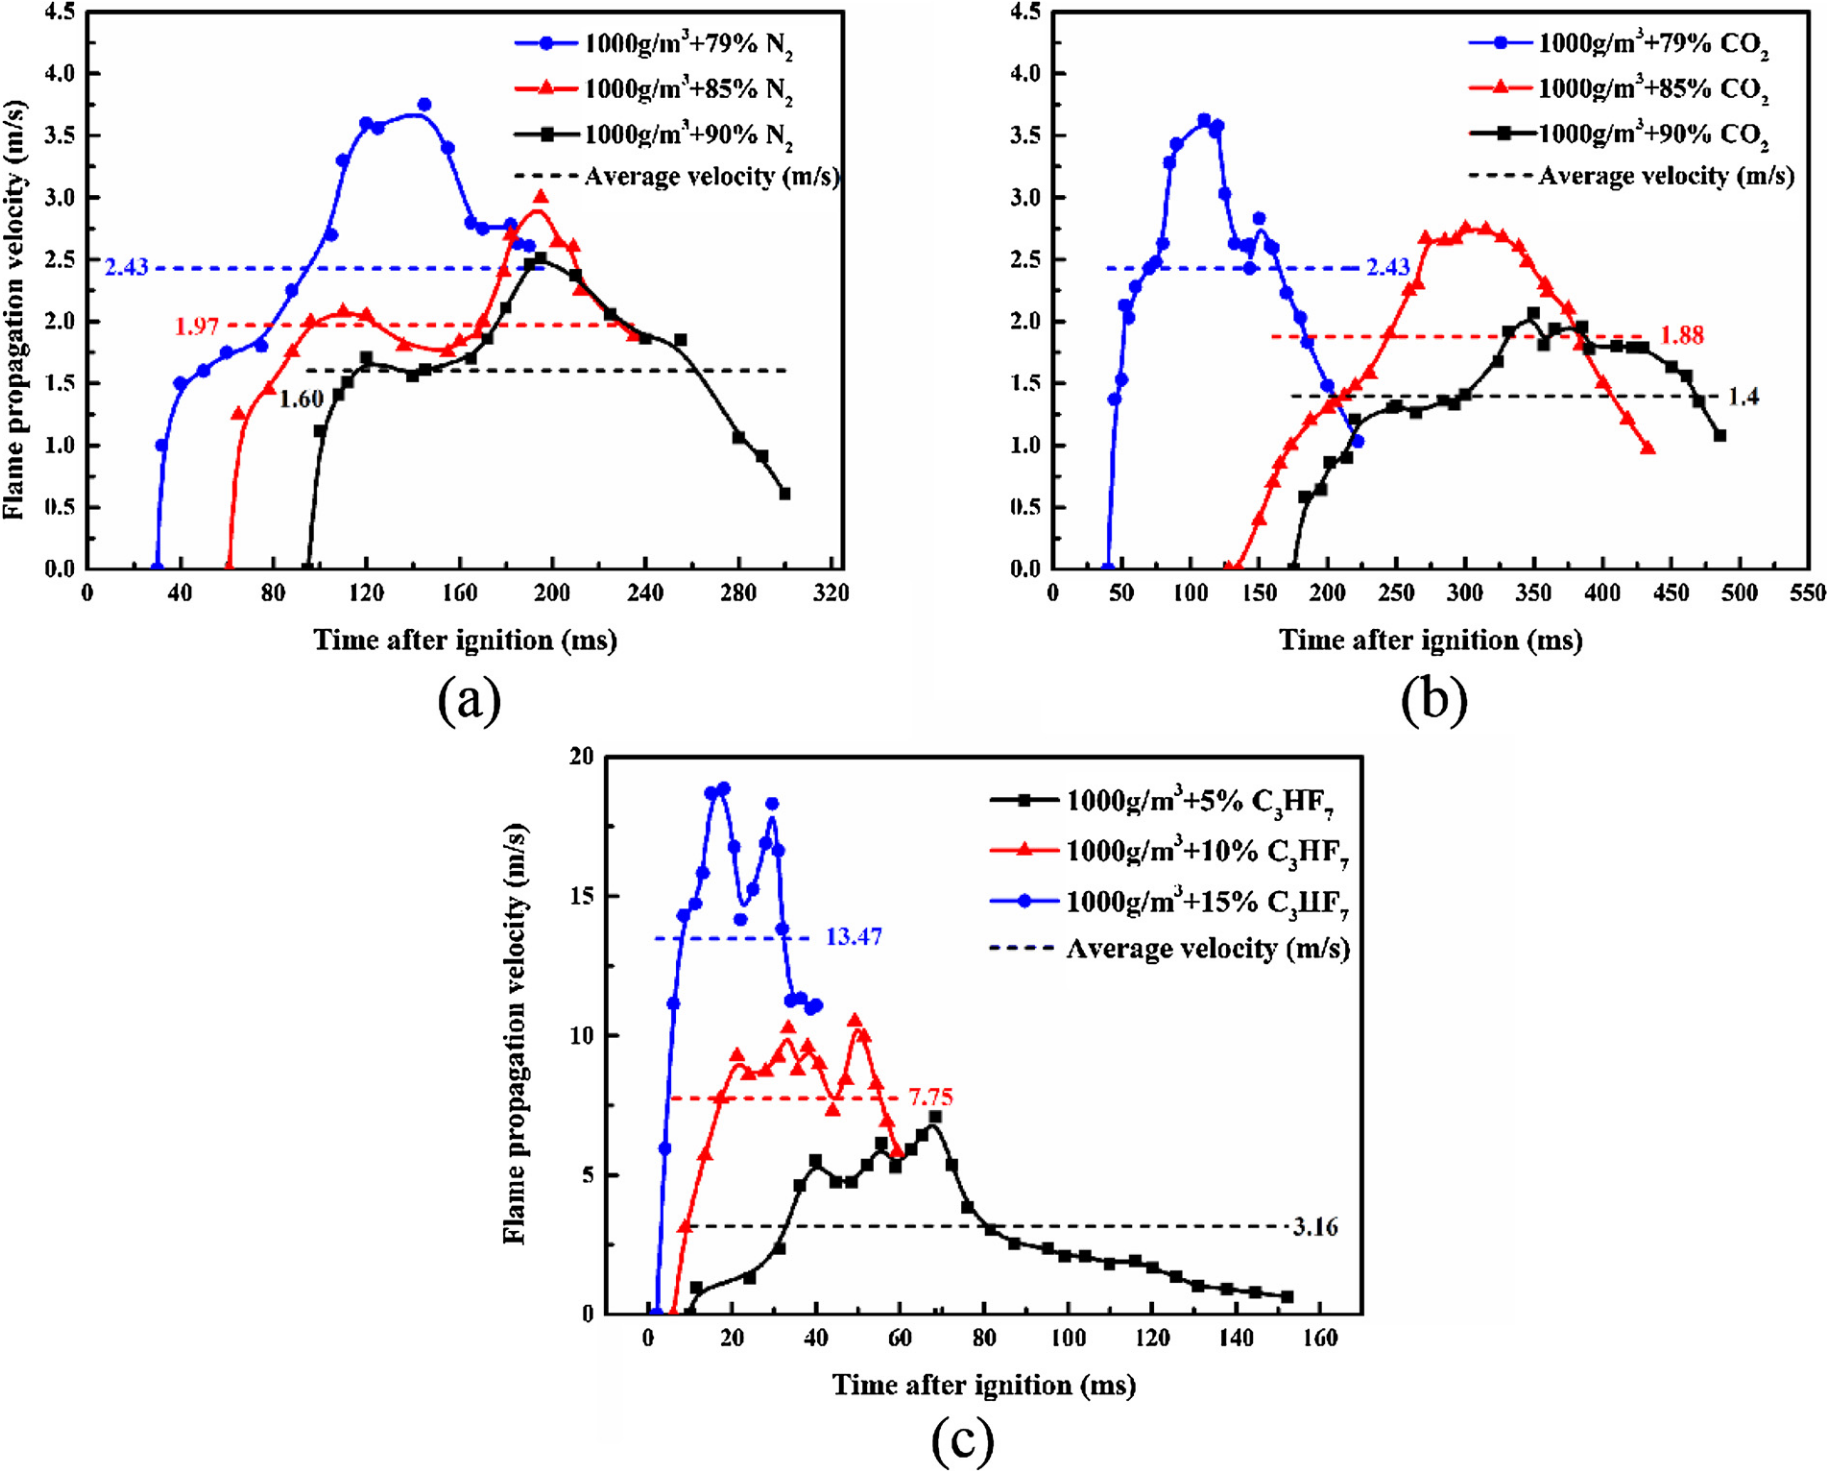 Flame propagation velocity (m/s)
4.5
4.0
3.5
3.0
2.5
2.0
1.5
1.0
0.5
0.0
1000g/m³+79% N₂
1000g/m³+85% N₂
1000g/m³+90% N₂
Average velocity (m/s)
2.43
1.97
1.60
0 40 80 120 160 200 240 280 320
Time after ignition (ms)
(a)
4.5
4.0
3.5
3.0
2.5
2.0
1.5
1.0
0.5
0.0
1000g/m³+79% CO₂
1000g/m³+85% CO₂
1000g/m³+90% CO₂
Average velocity (m/s)
2.43
1.88
1.4
0 50 100 150 200 250 300 350 400 450 500 550
Time after ignition (ms)
(b)
Flame propagation velocity (m/s)
20
15
10
5
0
1000g/m³+5% C₃HF₇
1000g/m³+10% C₃HF₇
1000g/m³+15% C₃HF₇
Average velocity (m/s)
13.47
7.75
3.16
0 20 40 60 80 100 120 140 160
Time after ignition (ms)
(c)